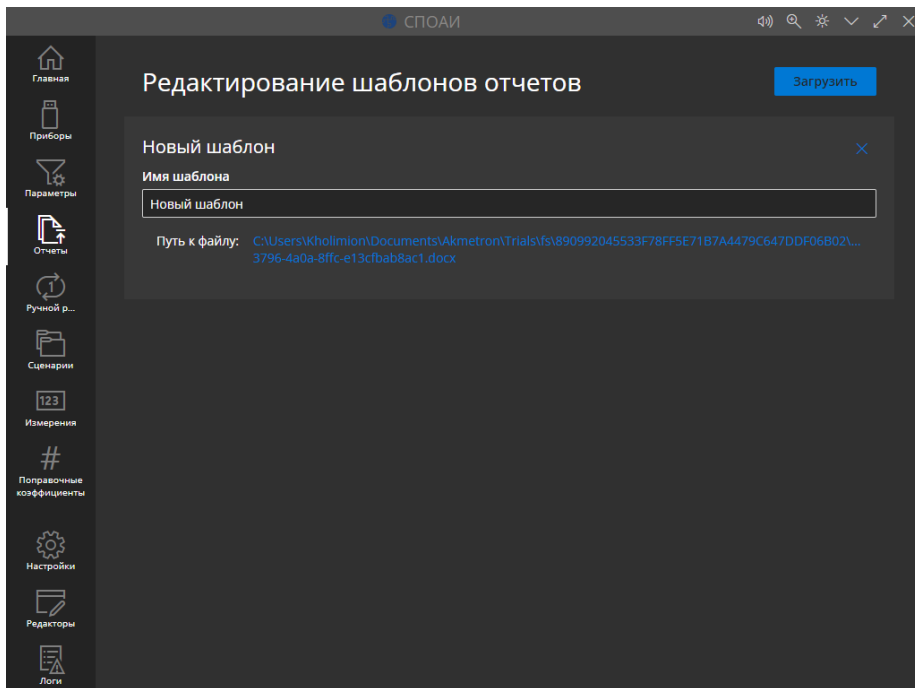 СПОАИ
Главная
Приборы
Параметры
Отчеты
Ручной р...
Сценарии
123
Измерения
#
Поправочные
коэффициенты
Настройки
Редакторы
Логи
Редактирование шаблонов отчетов
Загрузить
Новый шаблон
Имя шаблона
Новый шаблон
Путь к файлу: C:\Users\Kholimion\Documents\Akmetron\Trials\fs\890992045533F78FF5E71B7A4479C647DDF06B02\...
3796-4a0a-8ffc-e13cfbab8ac1.docx